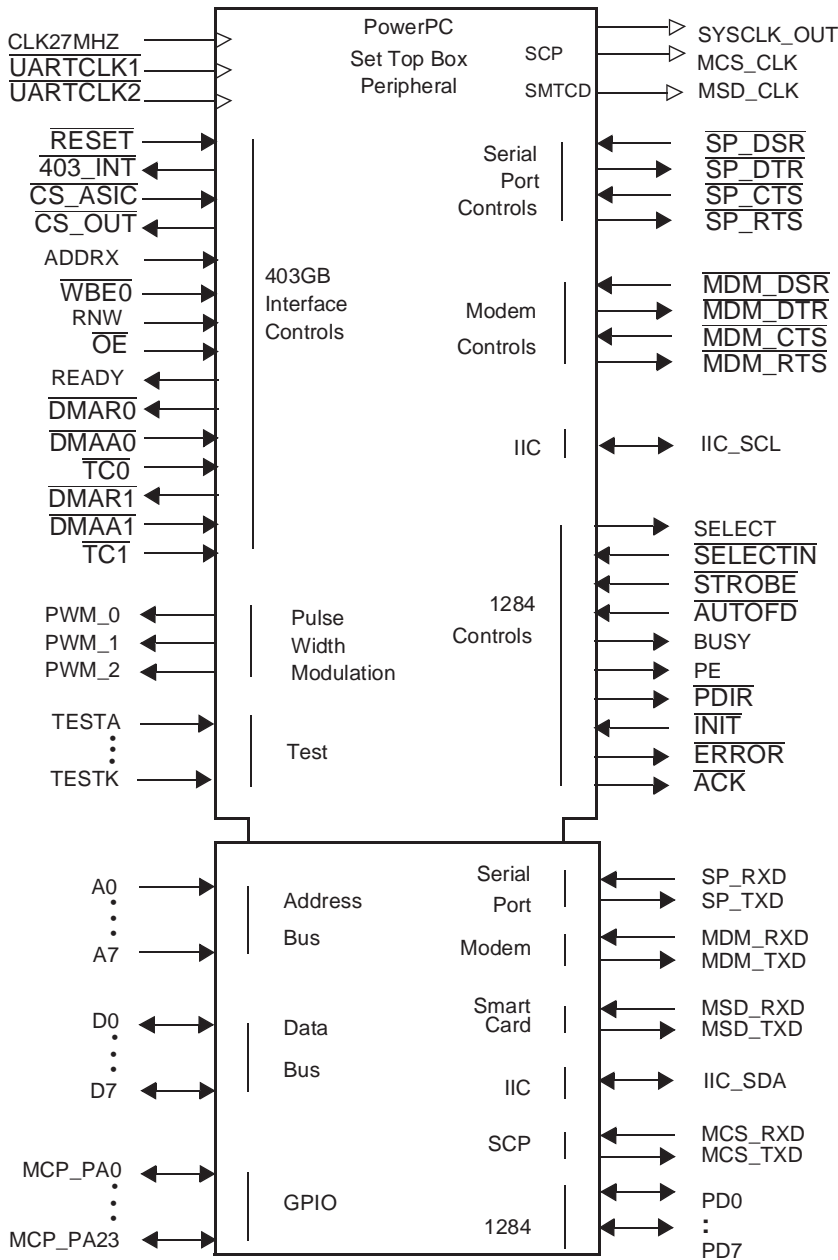 PowerPC
Set Top Box
Peripheral
SCP
SMTCD
CLK27MHZ
UARTCLK1
UARTCLK2
SYSCLK_OUT
MCS_CLK
MSD_CLK
RESET
403_INT
CS_ASIC
CS_OUT
ADDRX
WBE0
RNW
OE
READY
DMAR0
DMAA0
TC0
DMAR1
DMAA1
TC1
403GB
Interface
Controls
Serial
Port
Controls
SP_DSR
SP_DTR
SP_CTS
SP_RTS
Modem
Controls
MDM_DSR
MDM_DTR
MDM_CTS
MDM_RTS
IIC
IIC_SCL
PWM_0
PWM_1
PWM_2
Pulse
Width
Modulation
1284
Controls
SELECT
SELECTIN
STROBE
AUTOFD
BUSY
PE
PDIR
INIT
ERROR
ACK
TESTA
TESTK
Test
A0
A7
Address
Bus
Serial
Port
SP_RXD
SP_TXD
Modem
MDM_RXD
MDM_TXD
D0
D7
Data
Bus
Smart
Card
MSD_RXD
MSD_TXD
IIC
IIC_SDA
SCP
MCS_RXD
MCS_TXD
MCP_PA0
MCP_PA23
GPIO
1284
PD0
:
PD7